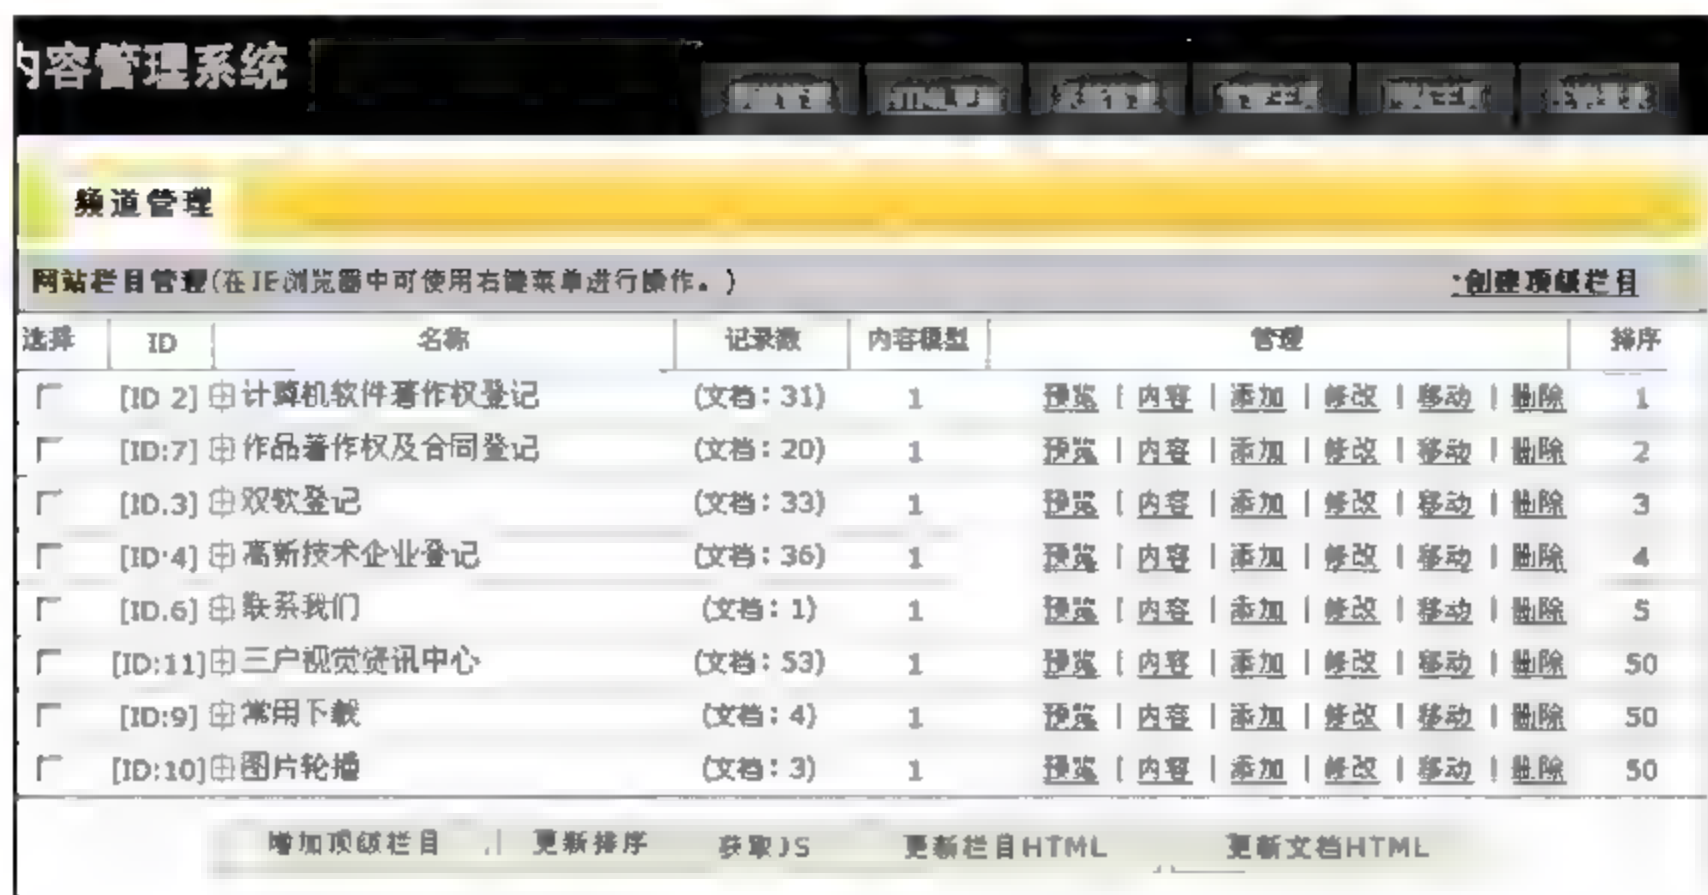 内容管理系统
频道管理
网站栏目管理(在IE浏览器中可使用右键菜单进行操作。) 创建顶级栏目
选择 ID 名称 记录数 内容模型 管理 排序
[ID 2] 计算机软件著作权登记 (文档:31) 1 预览 | 内容 | 添加 | 修改 | 移动 | 删除 1
[ID:7] 作品著作权及合同登记 (文档:20) 1 预览 | 内容 | 添加 | 修改 | 移动 | 删除 2
[ID.3] 双软登记 (文档:33) 1 预览 | 内容 | 添加 | 修改 | 移动 | 删除 3
[ID:4] 高新技术企业登记 (文档:36) 1 预览 | 内容 | 添加 | 修改 | 移动 | 删除 4
[ID.6] 联系我们 (文档:1) 1 预览 | 内容 | 添加 | 修改 | 移动 | 删除 5
[ID:11] 三户视觉资讯中心 (文档:53) 1 预览 | 内容 | 添加 | 修改 | 移动 | 删除 50
[ID:9] 常用下载 (文档:4) 1 预览 | 内容 | 添加 | 修改 | 移动 | 删除 50
[ID:10] 图片轮播 (文档:3) 1 预览 | 内容 | 添加 | 修改 | 移动 | 删除 50
增加顶级栏目 更新排序 获取JS 更新栏目HTML 更新文档HTML